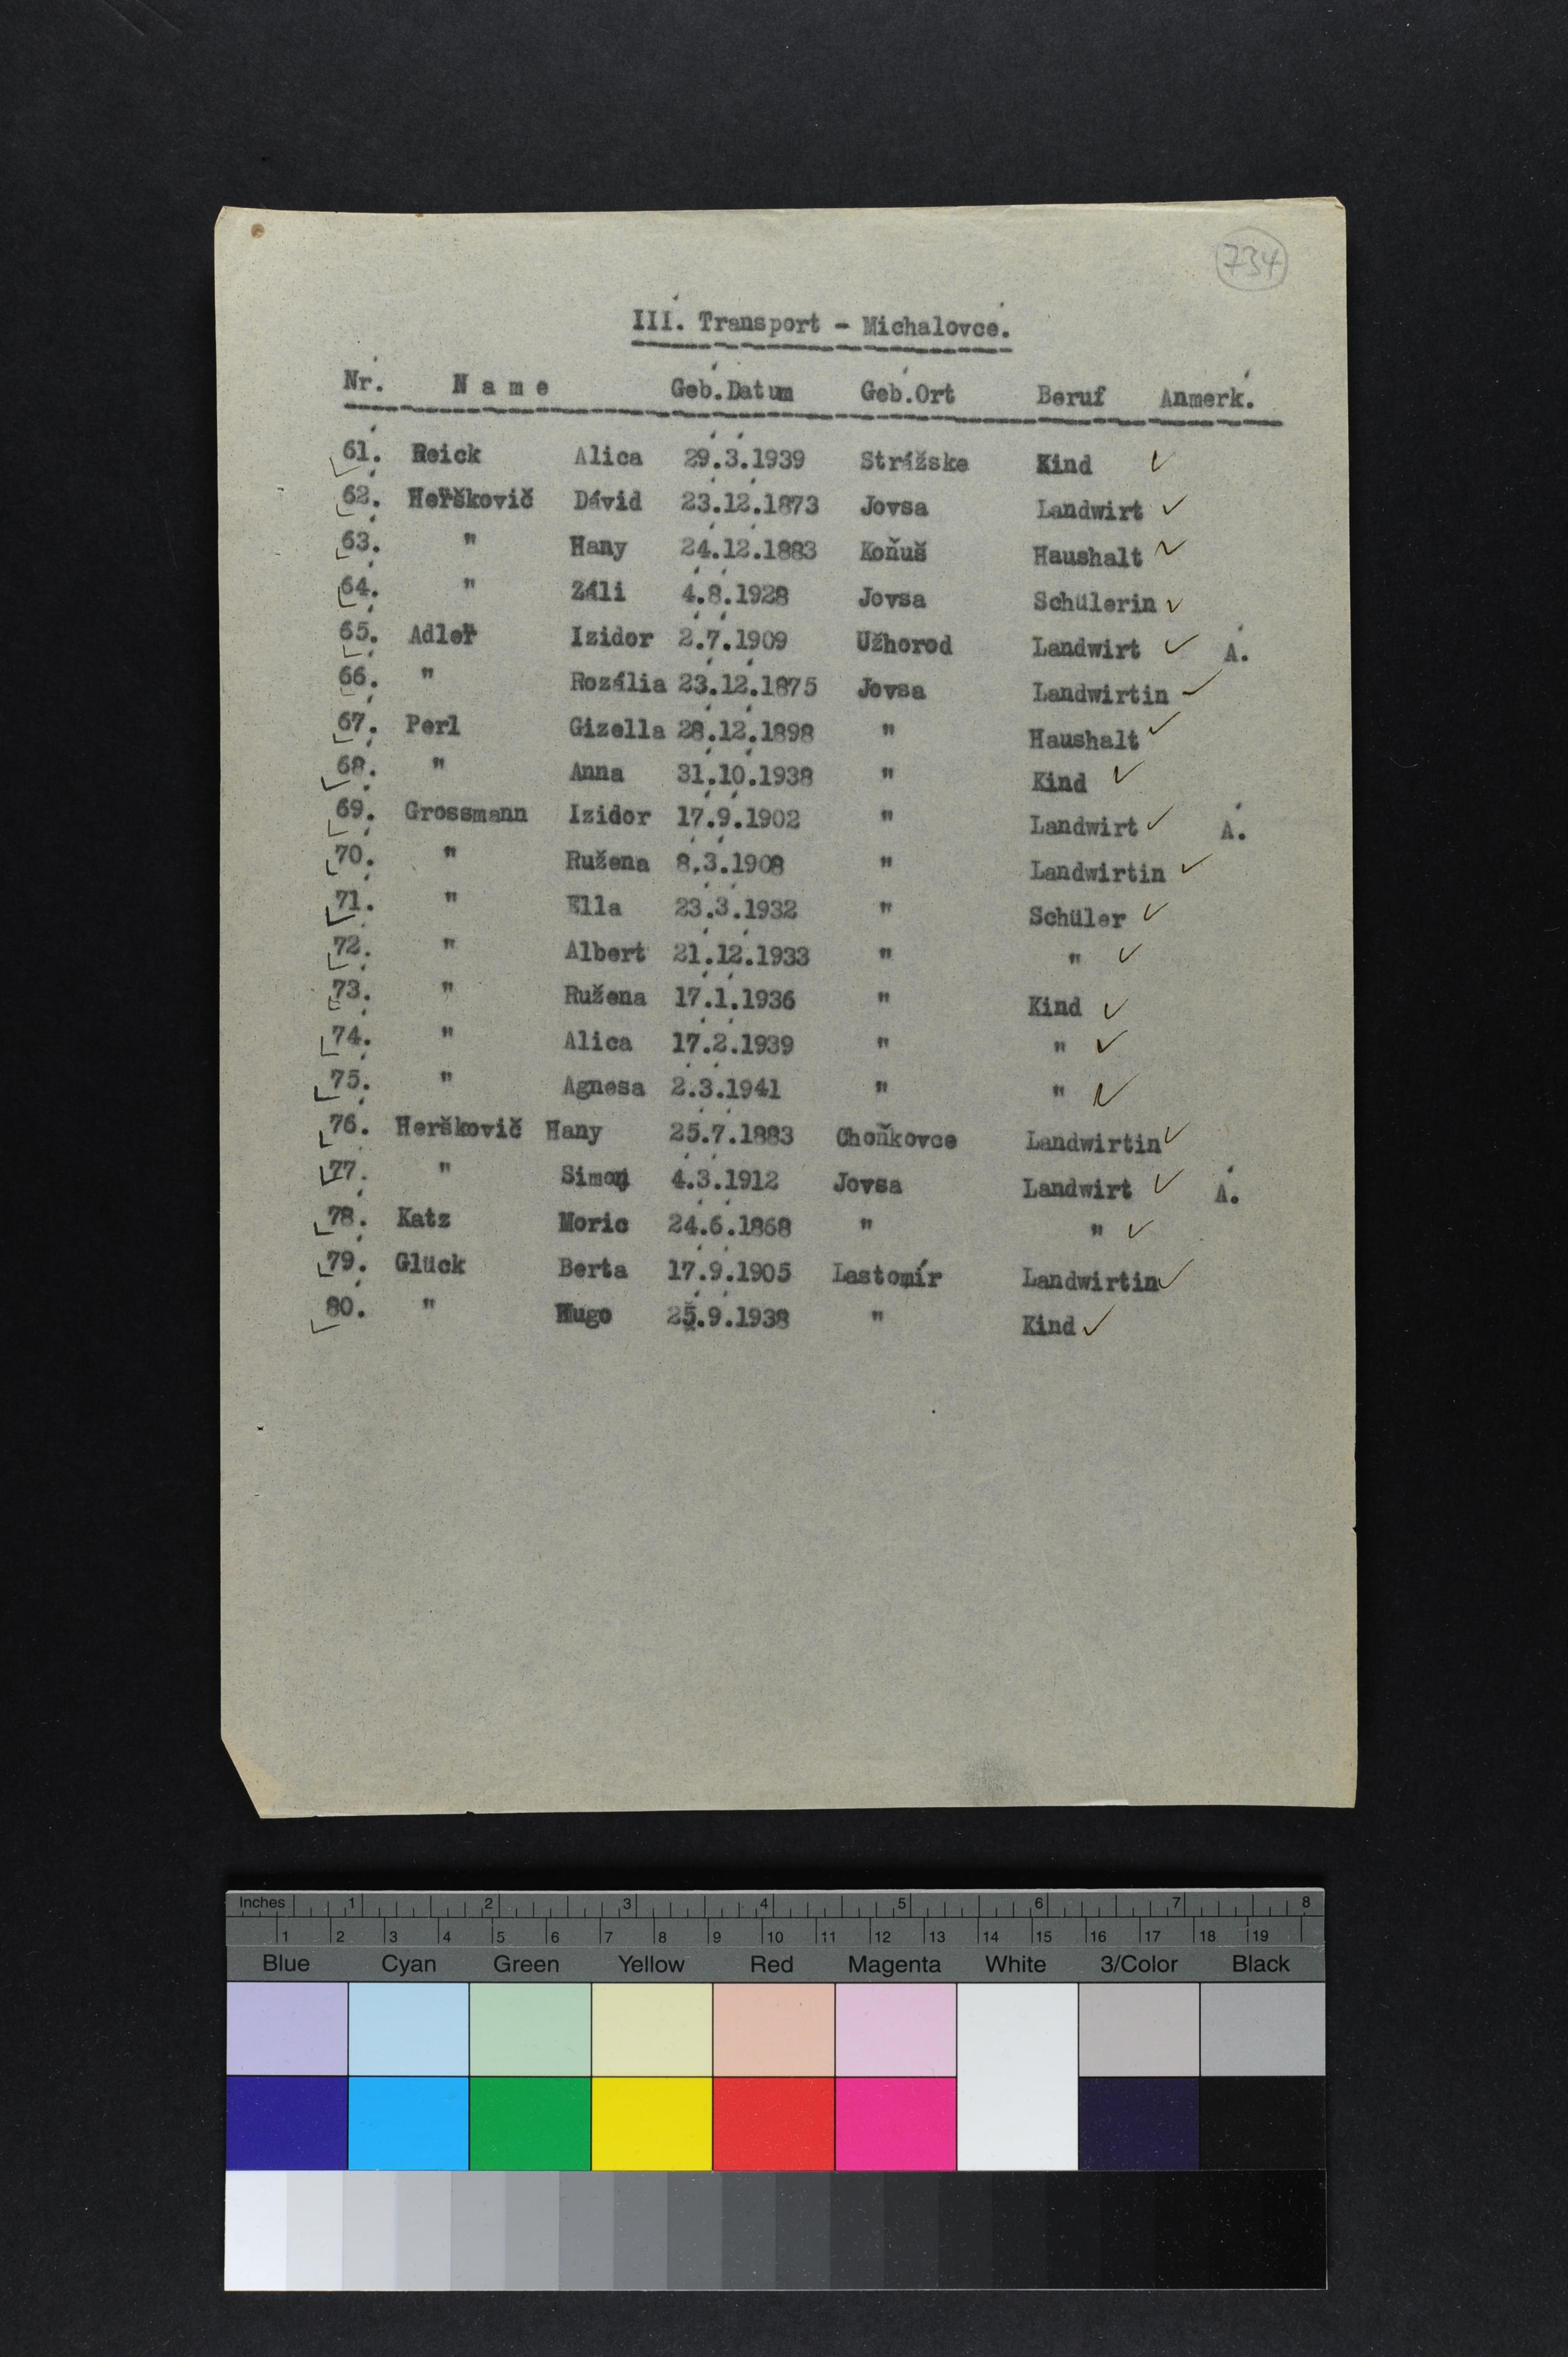 734
III. Transport - Michalovce.
Nr. Name Geb.Datum Geb.Ort Beruf Anmerk.
61. Reick Alica 29.3.1939 Strážske Kind ✓
62. Herškovič Dávid 23.12.1873 Jovsa Landwirt ✓
63. " Hany 24.12.1883 Koňuš Haushalt ✓
64. " Záli 4.8.1928 Jovsa Schülerin ✓
65. Adler Izidor 2.7.1909 Užhorod Landwirt ✓ A.
66. " Rozália 23.12.1875 Jovsa Landwirtin ✓
67. Perl Gizella 28.12.1898 " Haushalt ✓
68. " Anna 31.10.1938 " Kind ✓
69. Grossmann Izidor 17.9.1902 " Landwirt ✓ A.
70. " Ružena 8.3.1908 " Landwirtin ✓
71. " Ella 23.3.1932 " Schüler ✓
72. " Albert 21.12.1933 " " ✓
73. " Ružena 17.1.1936 " Kind ✓
74. " Alica 17.2.1939 " " ✓
75. " Agnesa 2.3.1941 " " ✓
76. Herškovič Hany 25.7.1883 Choňkovce Landwirtin ✓
77. " Simon 4.3.1912 Jovsa Landwirt ✓ A.
78. Katz Moric 24.6.1868 " " ✓
79. Glück Berta 17.9.1905 Lastomír Landwirtin ✓
80. " Hugo 25.9.1938 " Kind ✓
Inches 1 2 3 4 5 6 7 8
1 2 3 4 5 6 7 8 9 10 11 12 13 14 15 16 17 18 19
Blue Cyan Green Yellow Red Magenta White 3/Color Black